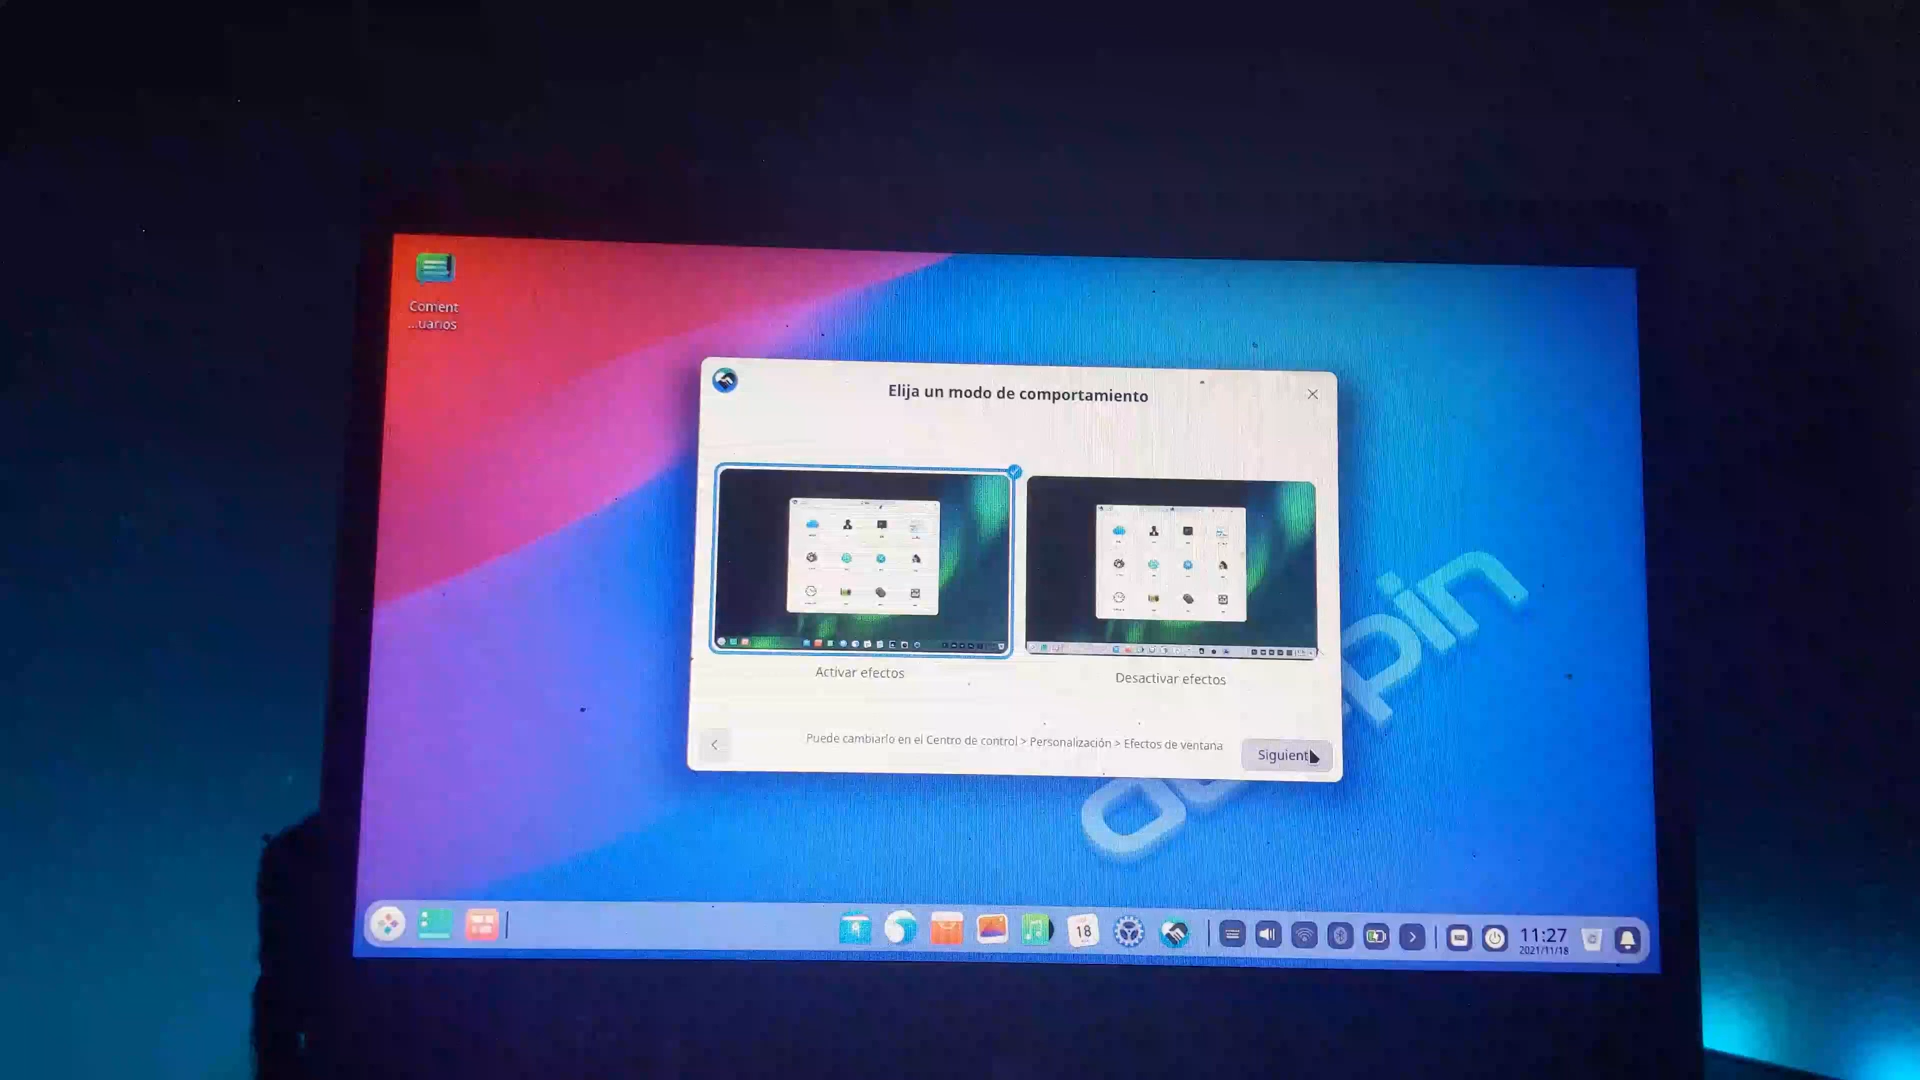 Coment
...uarios
Elija un modo de comportamiento
Activar efectos
Desactivar efectos
Puede cambiarlo en el Centro de control > Personalización > Efectos de ventana
Siguient
deepin
18
11:27
2021/11/18